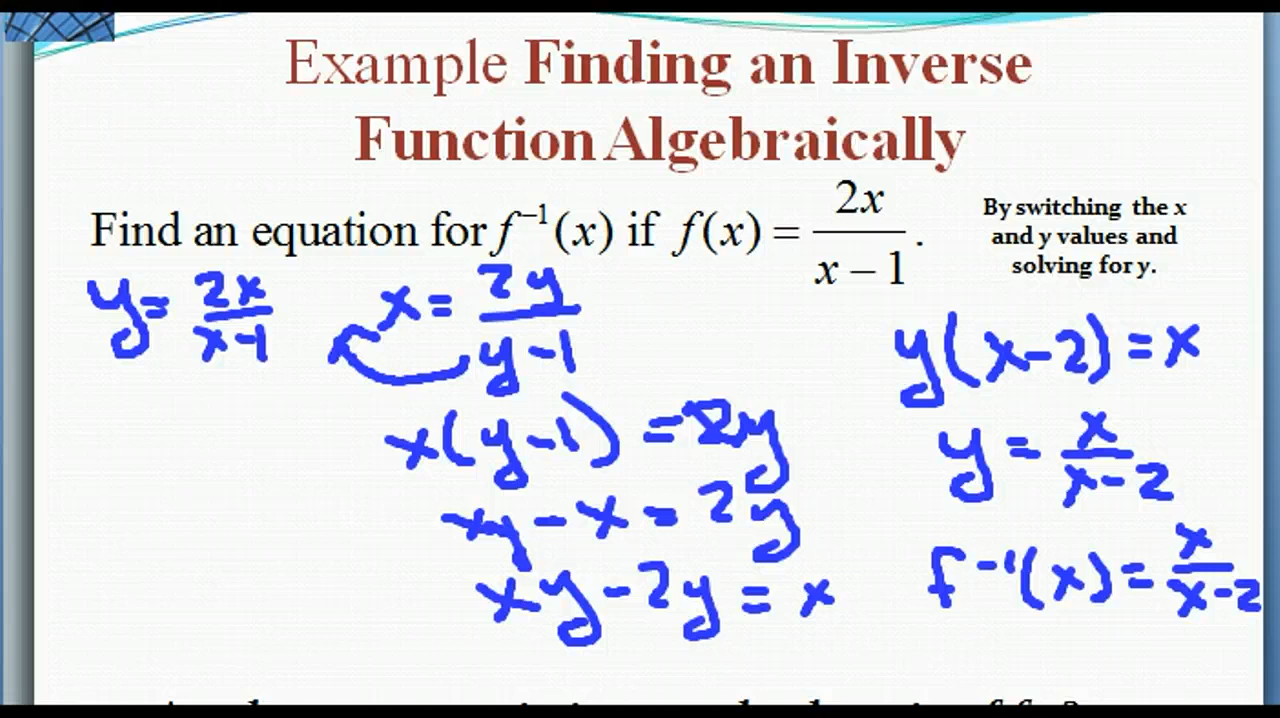 Example Finding an Inverse
Function Algebraically
Find an equation for f⁻¹(x) if f(x) = 2x/(x − 1).
By switching the x
and y values and
solving for y.
y = 2x/(x-1)
x = 2y/(y-1)
x(y-1) = 2y
xy - x = 2y
xy - 2y = x
y(x-2) = x
y = x/(x-2)
f⁻¹(x) = x/(x-2)